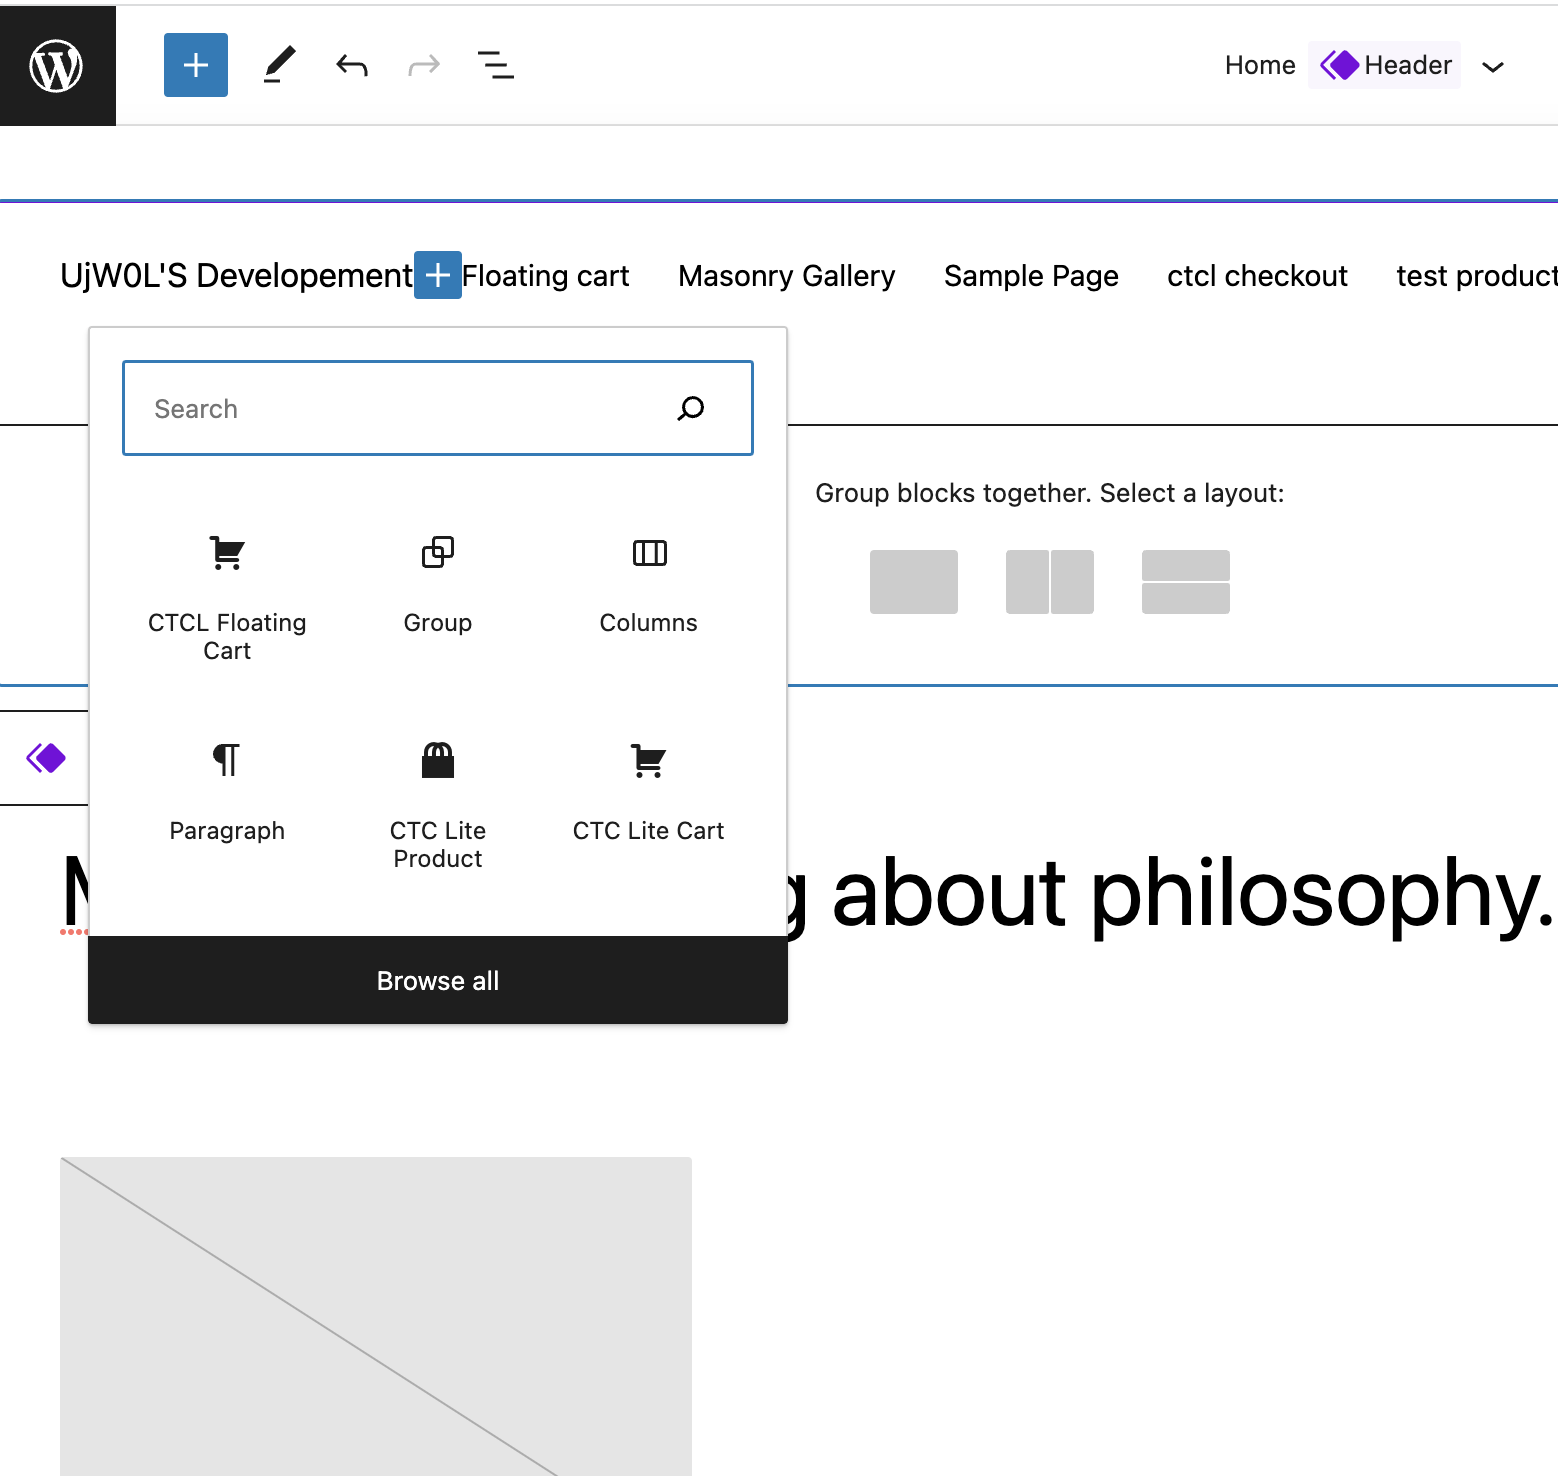 Home Header
UjW0L'S Developement Floating cart Masonry Gallery Sample Page ctcl checkout test product
Search
Group blocks together. Select a layout:
CTCL Floating Cart
Group
Columns
Paragraph
CTC Lite Product
CTC Lite Cart
about philosophy.
Browse all